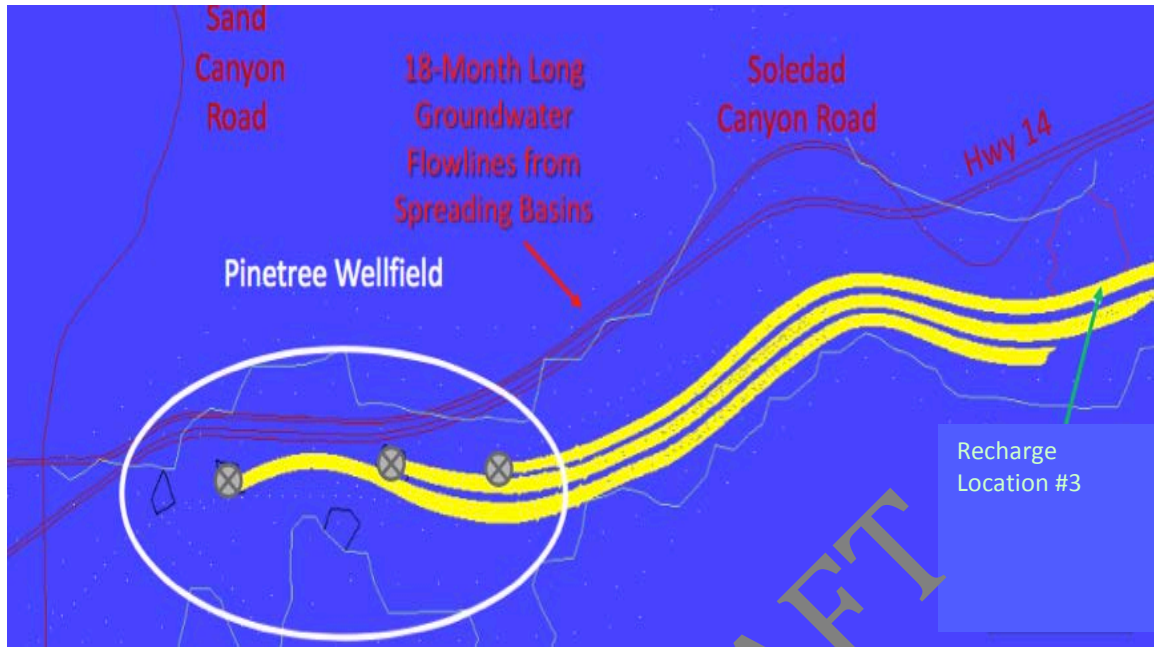 Sand
Canyon
Road
18-Month Long
Groundwater
Flowlines from
Spreading Basins
Soledad
Canyon Road
Hwy 14
Pinetree Wellfield
Recharge
Location #3
AFT